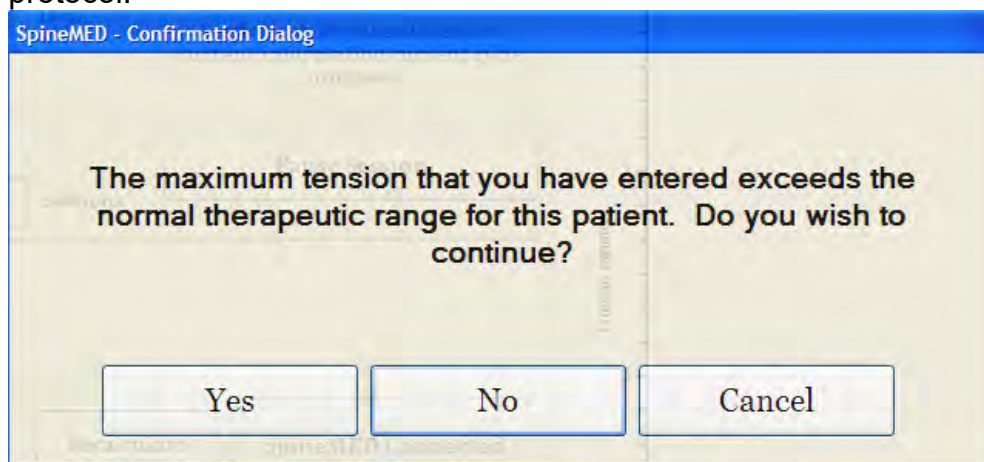 protocol.
SpineMED - Confirmation Dialog
The maximum tension that you have entered exceeds the
normal therapeutic range for this patient.  Do you wish to
continue?
Yes
No
Cancel